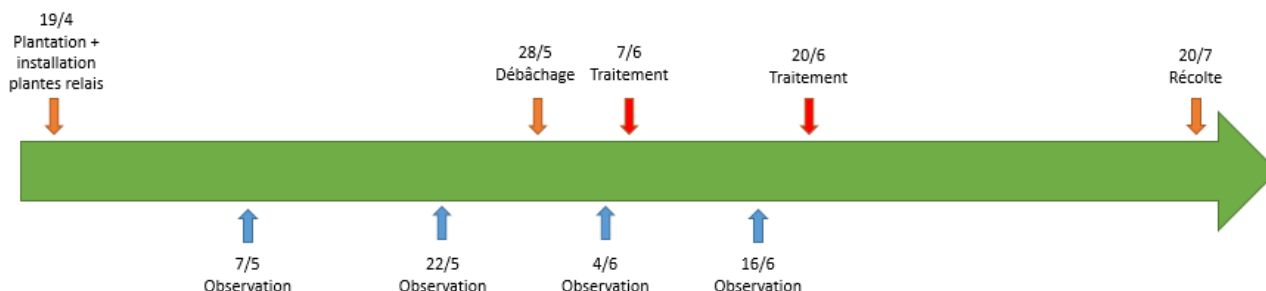 19/4
Plantation +
installation
plantes relais
28/5
Débâchage
7/6
Traitement
20/6
Traitement
20/7
Récolte
7/5
Observation
22/5
Observation
4/6
Observation
16/6
Observation